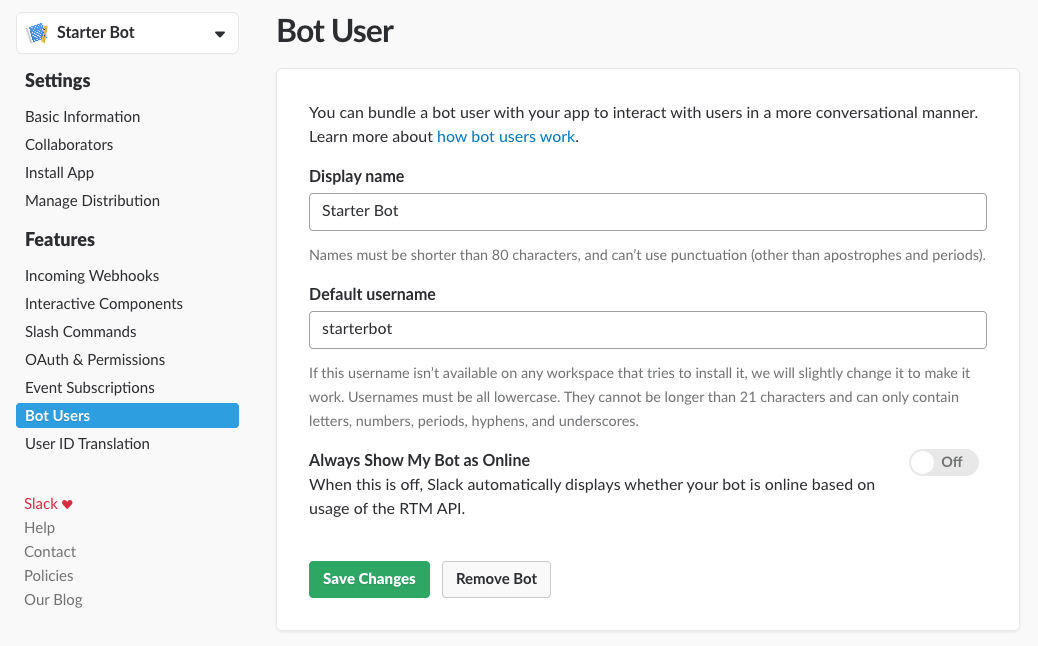 Starter Bot
Settings
Basic Information
Collaborators
Install App
Manage Distribution
Features
Incoming Webhooks
Interactive Components
Slash Commands
OAuth & Permissions
Event Subscriptions
Bot Users
User ID Translation
Slack ♥
Help
Contact
Policies
Our Blog
Bot User
You can bundle a bot user with your app to interact with users in a more conversational manner.
Learn more about how bot users work.
Display name
Starter Bot
Names must be shorter than 80 characters, and can’t use punctuation (other than apostrophes and periods).
Default username
starterbot
If this username isn’t available on any workspace that tries to install it, we will slightly change it to make it
work. Usernames must be all lowercase. They cannot be longer than 21 characters and can only contain
letters, numbers, periods, hyphens, and underscores.
Always Show My Bot as Online
Off
When this is off, Slack automatically displays whether your bot is online based on
usage of the RTM API.
Save Changes
Remove Bot